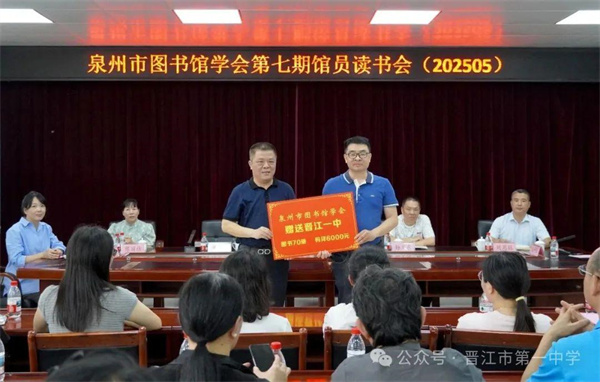 泉州市图书馆学会第七期馆员读书会（202505）
泉州市图书馆学会
赠送晋江一中
图书70册 码洋6000元
公众号·晋江市第一中学